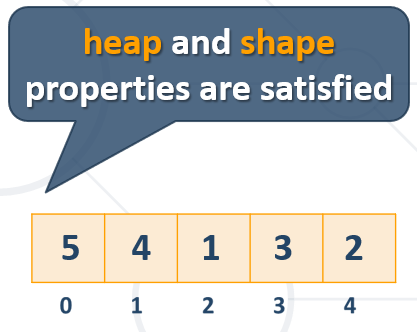 heap and shape
properties are satisfied
5 4 1 3 2
0 1 2 3 4